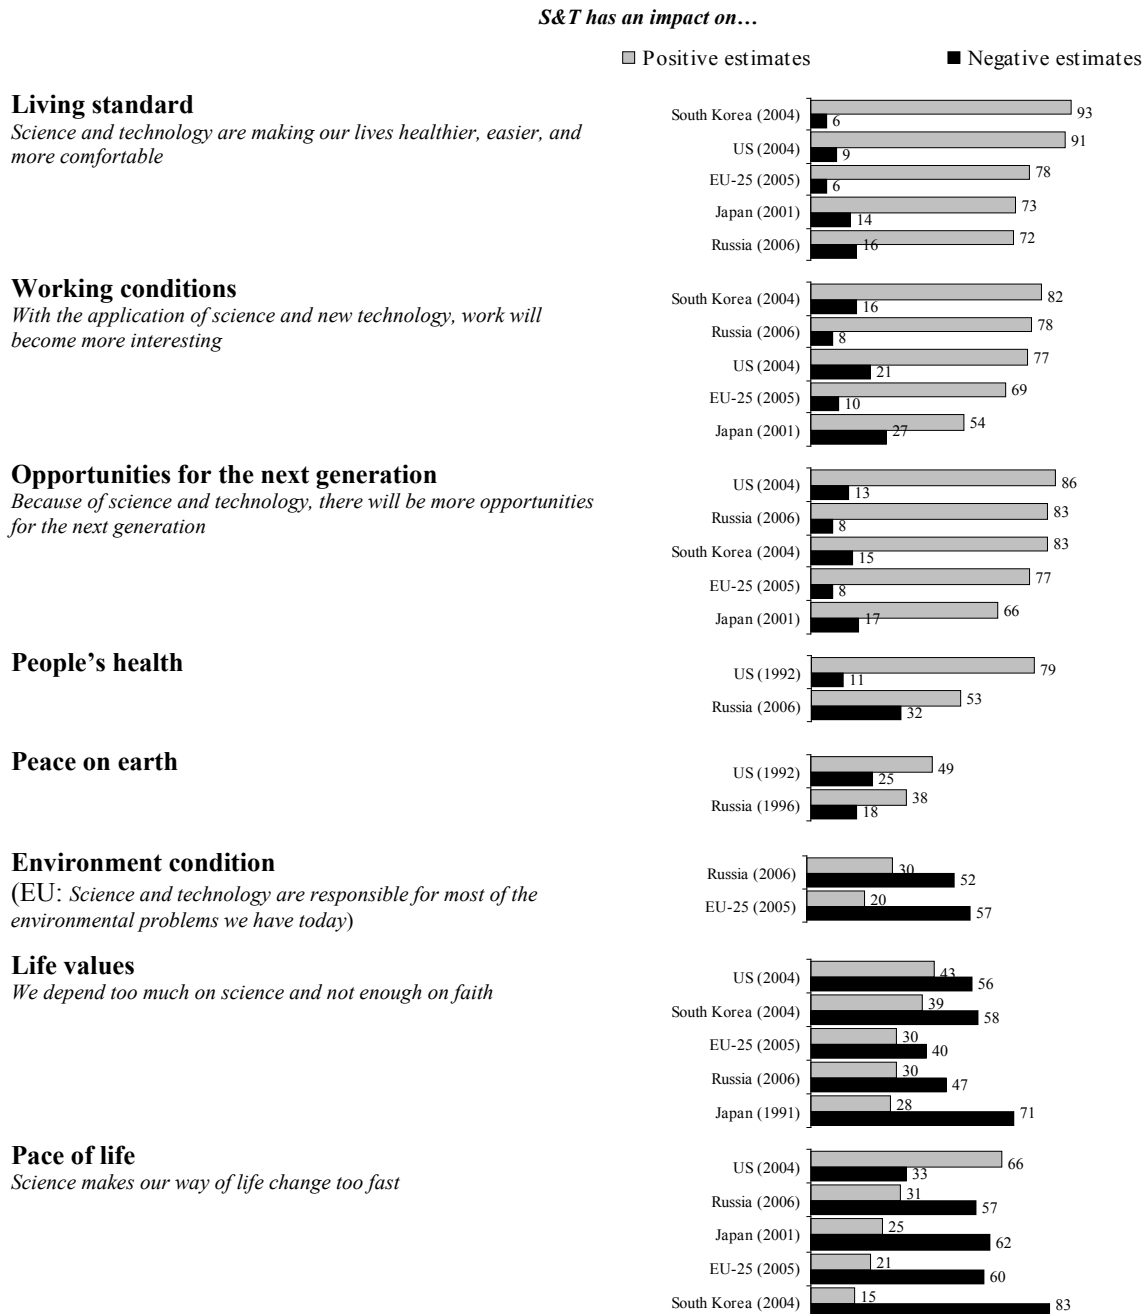 S&T has an impact on…
Positive estimates Negative estimates
Living standard
Science and technology are making our lives healthier, easier, and
more comfortable
South Korea (2004) 93
6
US (2004) 91
9
EU-25 (2005) 78
6
Japan (2001) 73
14
Russia (2006) 72
16
Working conditions
With the application of science and new technology, work will
become more interesting
South Korea (2004) 82
16
Russia (2006) 78
8
US (2004) 77
21
EU-25 (2005) 69
10
Japan (2001) 54
27
Opportunities for the next generation
Because of science and technology, there will be more opportunities
for the next generation
US (2004) 86
13
Russia (2006) 83
8
South Korea (2004) 83
15
EU-25 (2005) 77
8
Japan (2001) 66
17
People’s health
US (1992) 79
11
Russia (2006) 53
32
Peace on earth
US (1992) 49
25
Russia (1996) 38
18
Environment condition
(EU: Science and technology are responsible for most of the
environmental problems we have today)
Russia (2006) 30
52
EU-25 (2005) 20
57
Life values
We depend too much on science and not enough on faith
US (2004) 43
56
South Korea (2004) 39
58
EU-25 (2005) 30
40
Russia (2006) 30
47
Japan (1991) 28
71
Pace of life
Science makes our way of life change too fast
US (2004) 66
33
Russia (2006) 31
57
Japan (2001) 25
62
EU-25 (2005) 21
60
South Korea (2004) 15
83